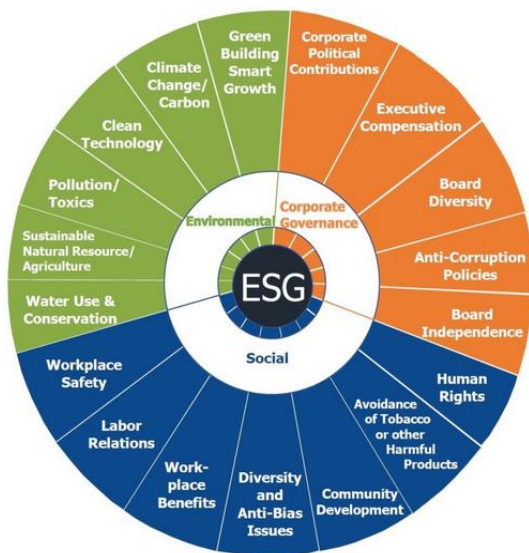 Green
Building
Smart
Growth
Corporate
Political
Contributions
Climate
Change/
Carbon
Executive
Compensation
Clean
Technology
Board
Diversity
Pollution/
Toxics
Environmental
Corporate
Governance
Sustainable
Natural Resource/
Agriculture
Anti-Corruption
Policies
ESG
Water Use &
Conservation
Board
Independence
Social
Workplace
Safety
Human
Rights
Labor
Relations
Avoidance
of Tobacco
or other
Harmful
Products
Work-
place
Benefits
Diversity
and
Anti-Bias
Issues
Community
Development